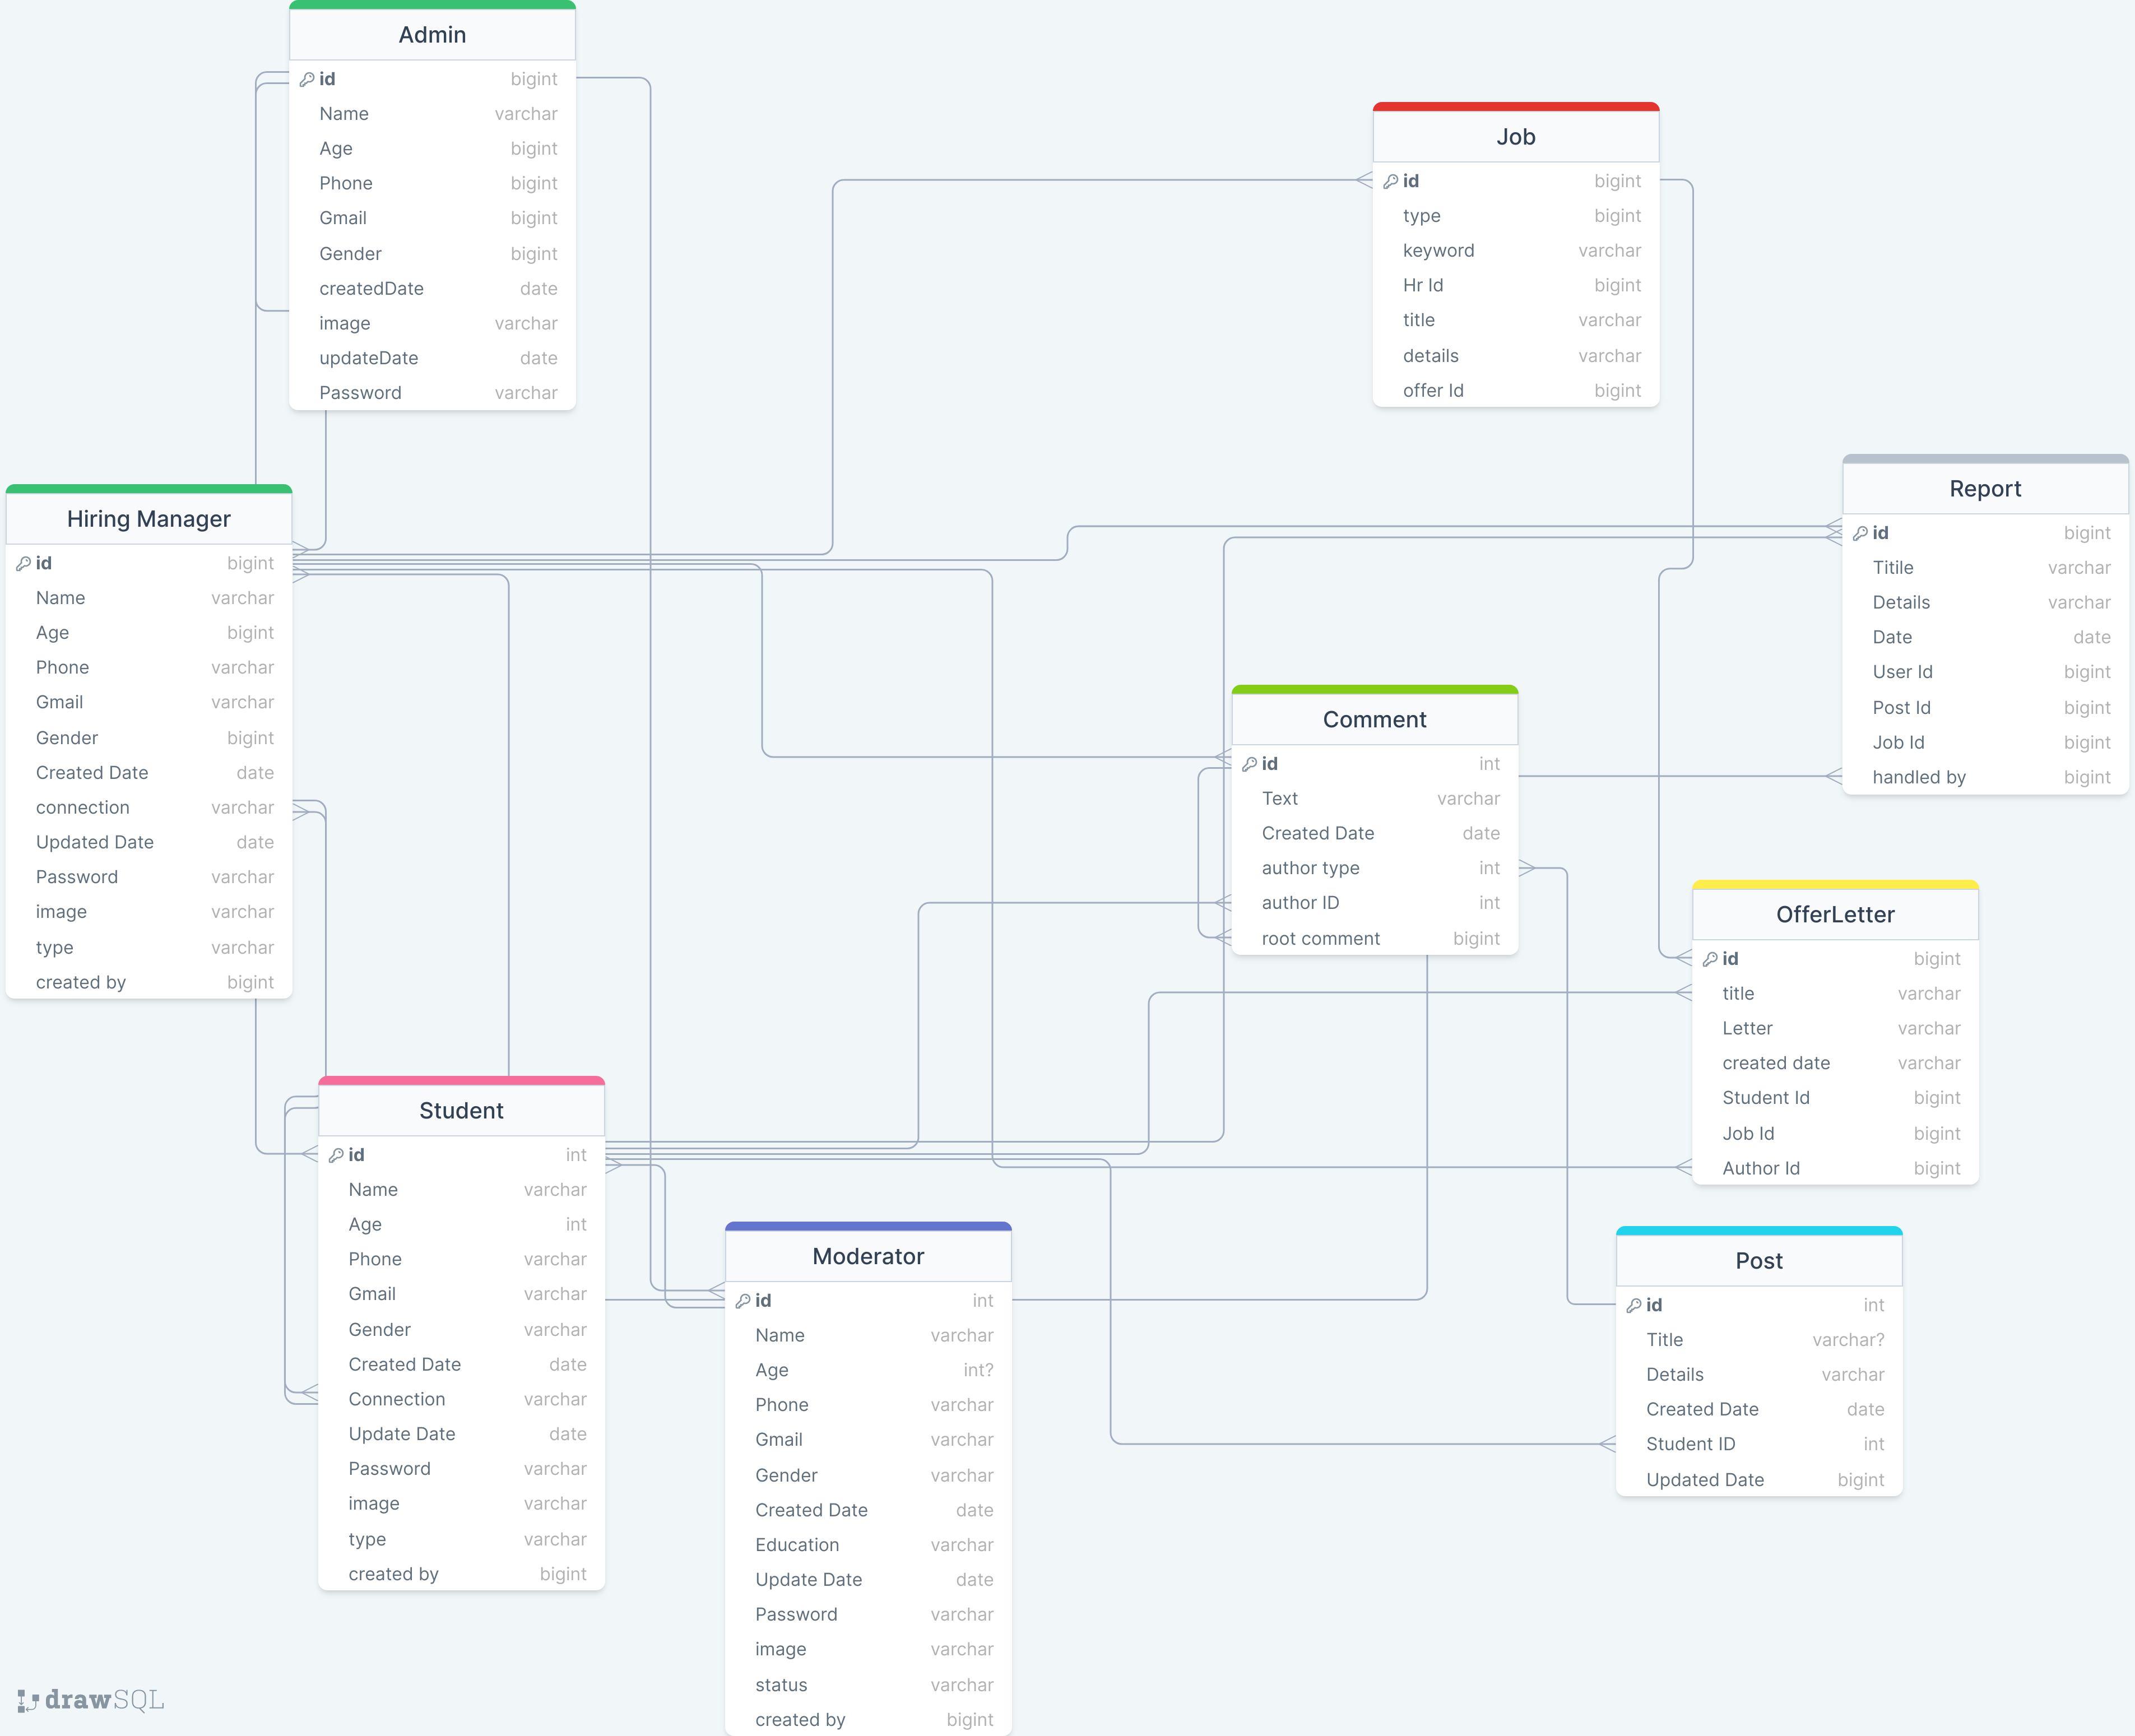 Admin
id bigint
Name varchar
Age bigint
Phone bigint
Gmail bigint
Gender bigint
createdDate date
image varchar
updateDate date
Password varchar
Job
id bigint
type bigint
keyword varchar
Hr Id bigint
title varchar
details varchar
offer Id bigint
Report
id bigint
Titile varchar
Details varchar
Date date
User Id bigint
Post Id bigint
Job Id bigint
handled by bigint
Hiring Manager
id bigint
Name varchar
Age bigint
Phone varchar
Gmail varchar
Gender bigint
Created Date date
connection varchar
Updated Date date
Password varchar
image varchar
type varchar
created by bigint
Comment
id int
Text varchar
Created Date date
author type int
author ID int
root comment bigint
OfferLetter
id bigint
title varchar
Letter varchar
created date varchar
Student Id bigint
Job Id bigint
Author Id bigint
Student
id int
Name varchar
Age int
Phone varchar
Gmail varchar
Gender varchar
Created Date date
Connection varchar
Update Date date
Password varchar
image varchar
type varchar
created by bigint
Moderator
id int
Name varchar
Age int?
Phone varchar
Gmail varchar
Gender varchar
Created Date date
Education varchar
Update Date date
Password varchar
image varchar
status varchar
created by bigint
Post
id int
Title varchar?
Details varchar
Created Date date
Student ID int
Updated Date bigint
drawSQL